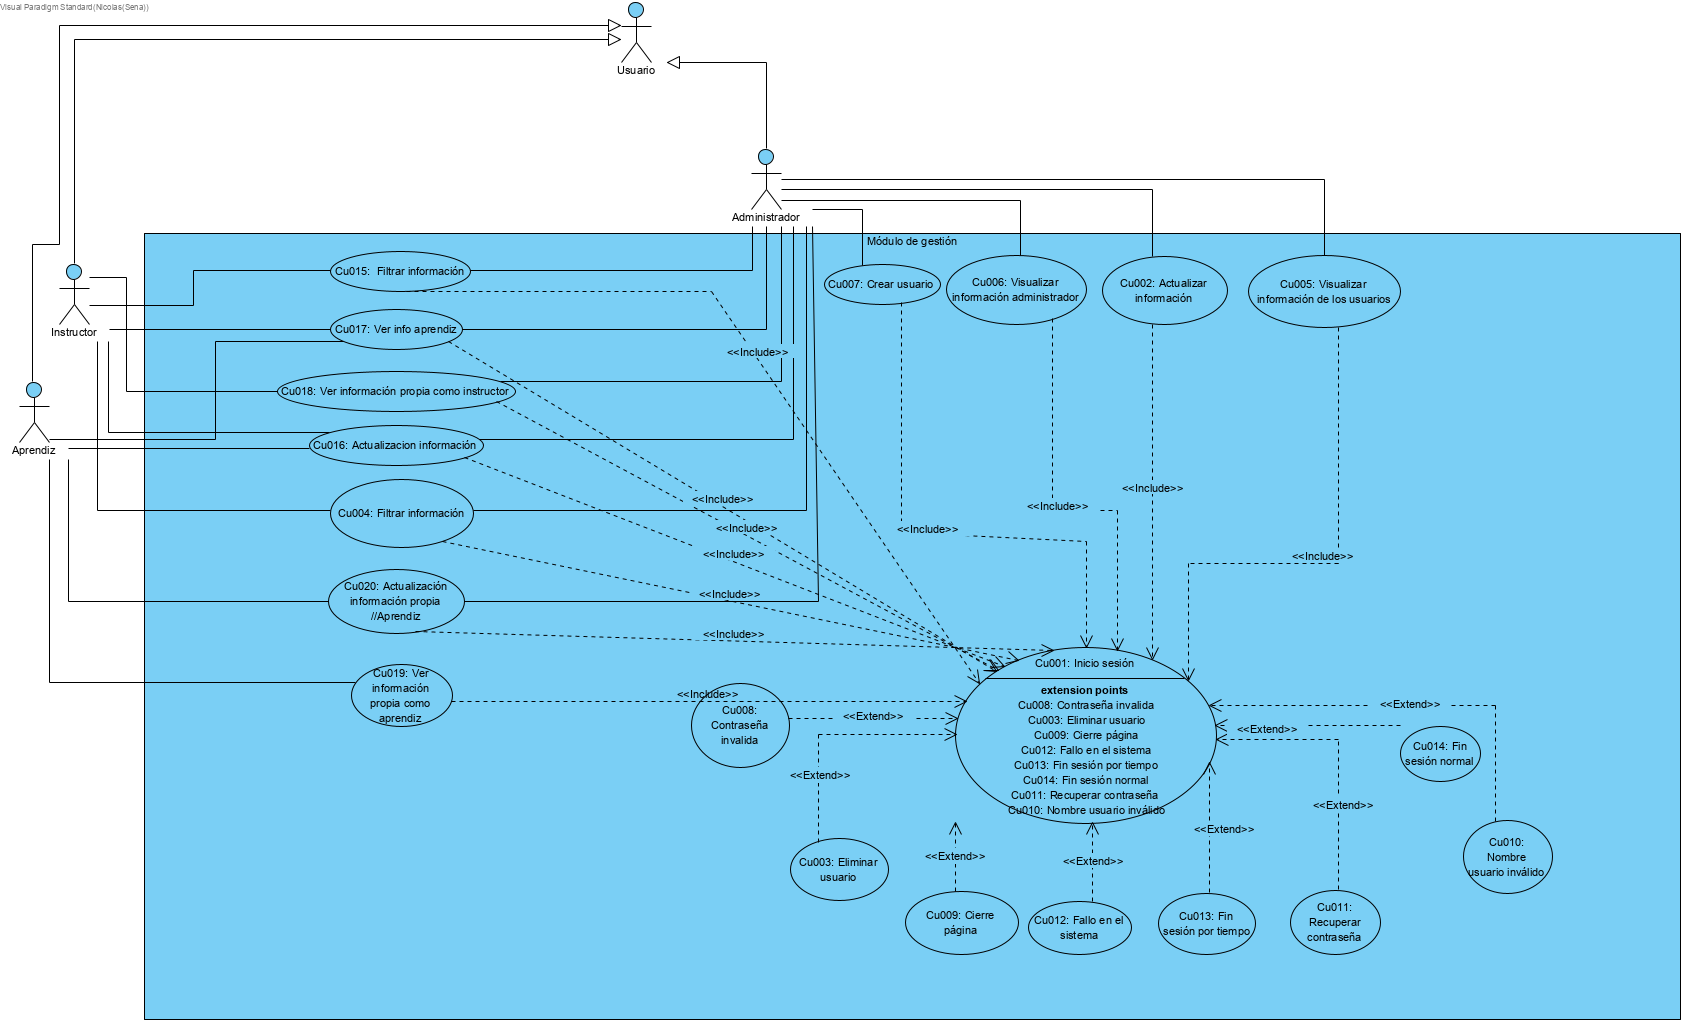 Visual Paradigm Standard(Nicolas(Sena))
Usuario
Administrador
Módulo de gestión
Instructor
Aprendiz
Cu015:  Filtrar información
Cu017: Ver info aprendiz
Cu018: Ver información propia como instructor
Cu016: Actualizacion información
Cu004: Filtrar información
Cu020: Actualización
información propia
//Aprendiz
Cu019: Ver
información
propia como
aprendiz
Cu007: Crear usuario
Cu006: Visualizar
información administrador
Cu002: Actualizar
información
Cu005: Visualizar
información de los usuarios
<<Include>>
<<Include>>
<<Include>>
<<Include>>
<<Include>>
<<Include>>
<<Include>>
<<Include>>
<<Include>>
<<Include>>
<<Include>>
Cu001: Inicio sesión
extension points
Cu008: Contraseña invalida
Cu003: Eliminar usuario
Cu009: Cierre página
Cu012: Fallo en el sistema
Cu013: Fin sesión por tiempo
Cu014: Fin sesión normal
Cu011: Recuperar contraseña
Cu010: Nombre usuario inválido
Cu008:
Contraseña
invalida
<<Extend>>
<<Extend>>
<<Extend>>
<<Extend>>
<<Extend>>
<<Extend>>
<<Extend>>
<<Extend>>
Cu014: Fin
sesión normal
Cu010:
Nombre
usuario inválido
Cu003: Eliminar
usuario
Cu009: Cierre
página
Cu012: Fallo en el
sistema
Cu013: Fin
sesión por tiempo
Cu011:
Recuperar
contraseña